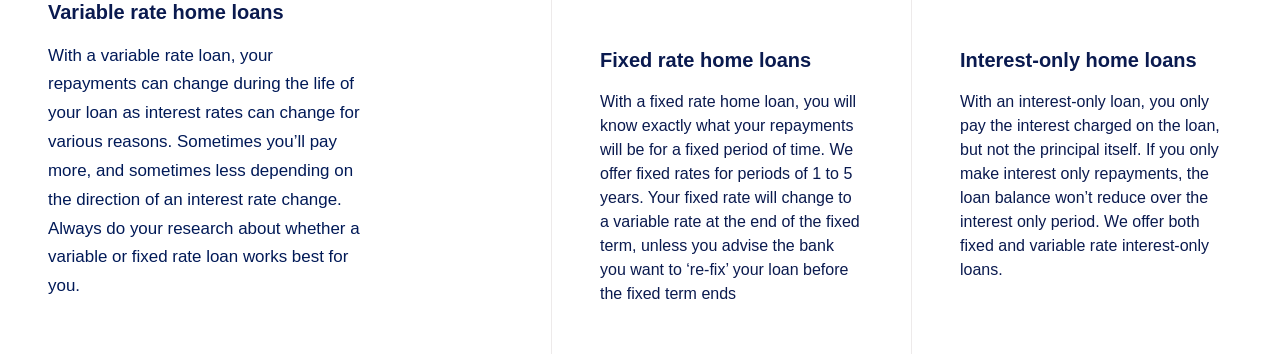 Variable rate home loans
With a variable rate loan, your
repayments can change during the life of
your loan as interest rates can change for
various reasons. Sometimes you’ll pay
more, and sometimes less depending on
the direction of an interest rate change.
Always do your research about whether a
variable or fixed rate loan works best for
you.
Fixed rate home loans
With a fixed rate home loan, you will
know exactly what your repayments
will be for a fixed period of time. We
offer fixed rates for periods of 1 to 5
years. Your fixed rate will change to
a variable rate at the end of the fixed
term, unless you advise the bank
you want to ‘re-fix’ your loan before
the fixed term ends
Interest-only home loans
With an interest-only loan, you only
pay the interest charged on the loan,
but not the principal itself. If you only
make interest only repayments, the
loan balance won’t reduce over the
interest only period. We offer both
fixed and variable rate interest-only
loans.